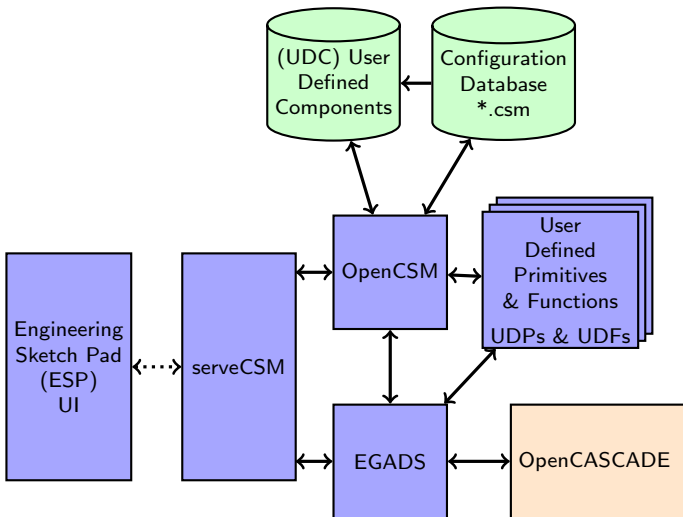 (UDC) User
Defined
Components
Configuration
Database
*.csm
User
Defined
Primitives
& Functions
UDPs & UDFs
OpenCSM
Engineering
Sketch Pad
(ESP)
UI
serveCSM
EGADS
OpenCASCADE